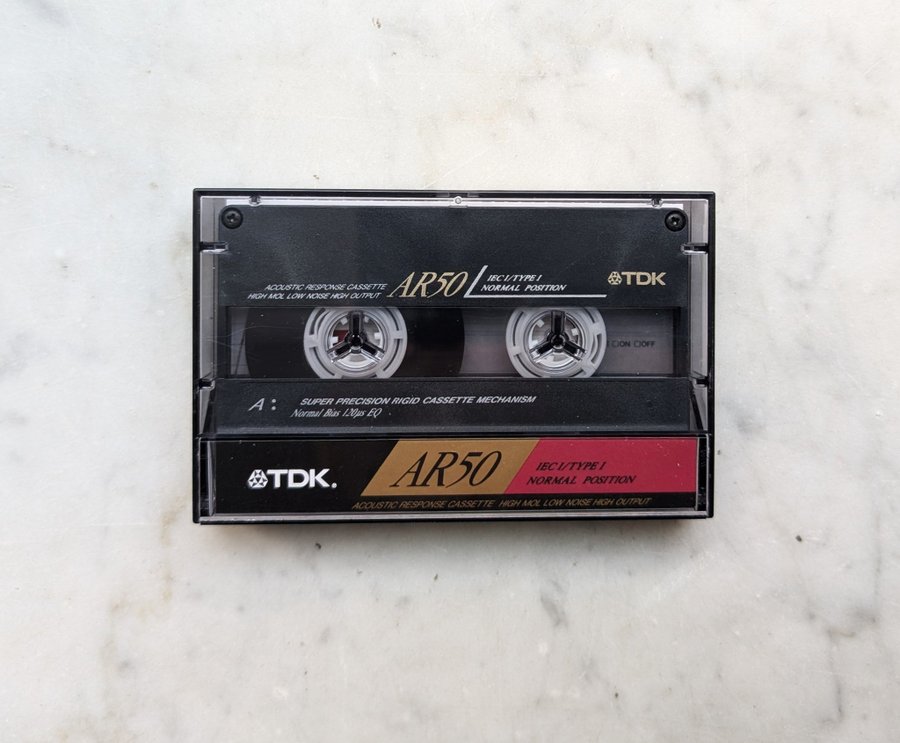 ACOUSTIC RESPONSE CASSETTE
HIGH MOL LOW NOISE HIGH OUTPUT
AR50
IEC I/TYPE I
NORMAL POSITION
TDK
☐ON ☐OFF
A:
SUPER PRECISION RIGID CASSETTE MECHANISM
Normal Bias 120μs EQ
TDK.
AR50
IEC I/TYPE I
NORMAL POSITION
ACOUSTIC RESPONSE CASSETTE HIGH MOL LOW NOISE HIGH OUTPUT